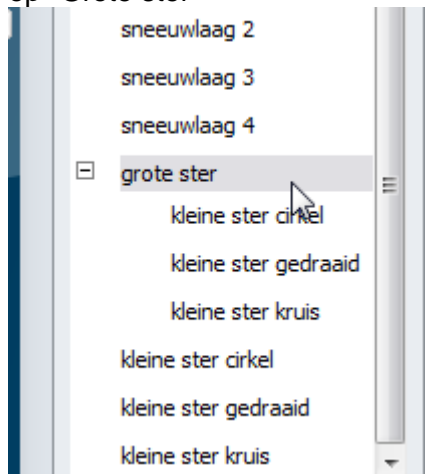 sneeuwlaag 2
sneeuwlaag 3
sneeuwlaag 4
grote ster
kleine ster cirkel
kleine ster gedraaid
kleine ster kruis
kleine ster cirkel
kleine ster gedraaid
kleine ster kruis